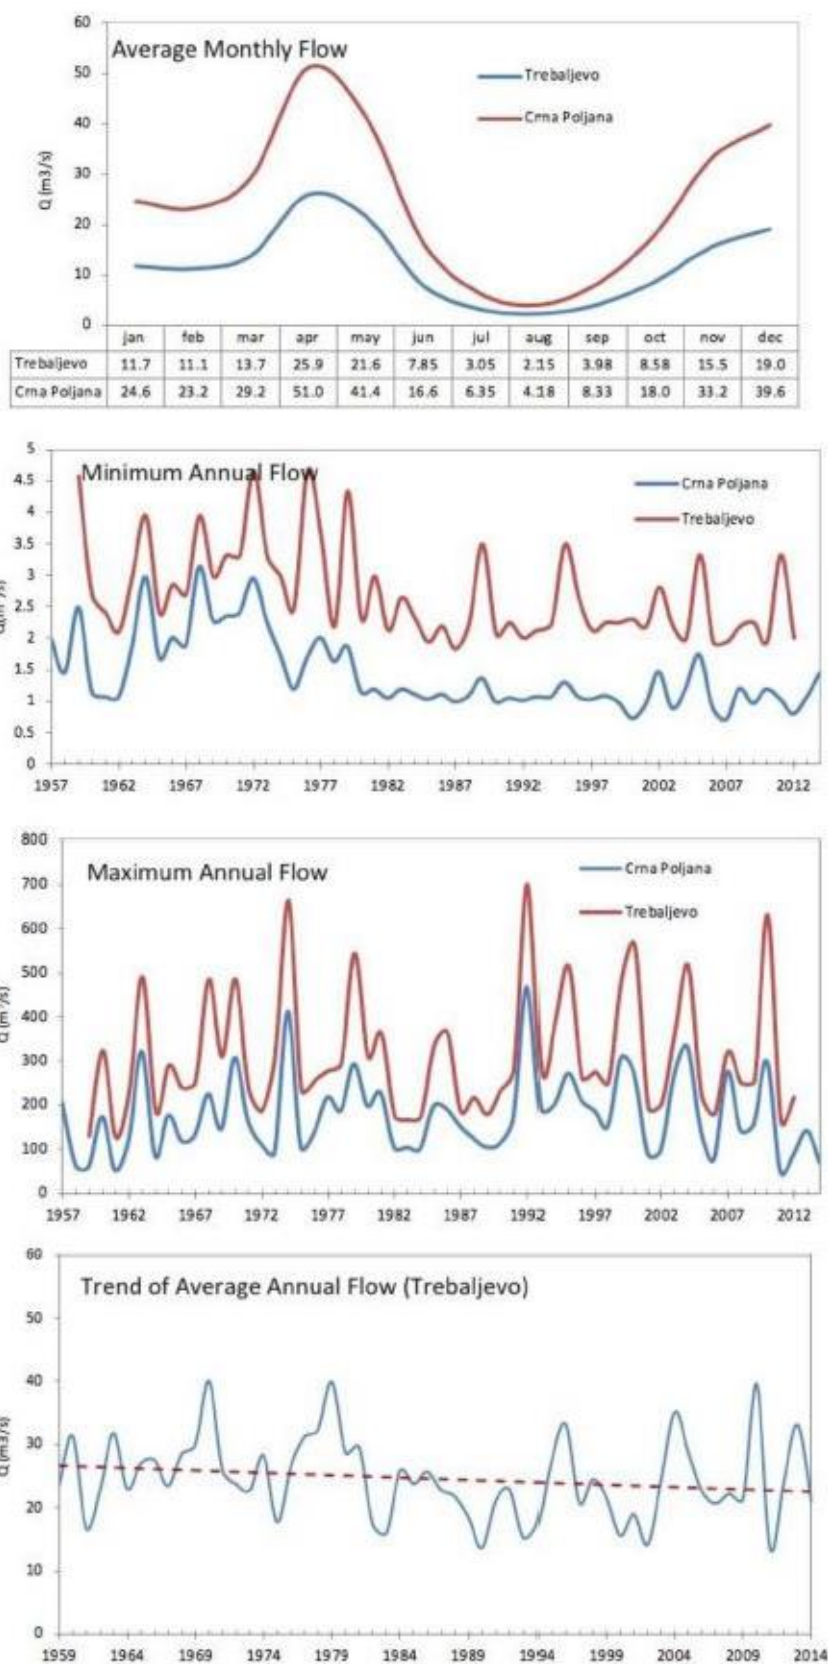 60
Average Monthly Flow
50
Trebaljevo
40
Crna Poljana
Q (m3/s)
30
20
10
0
jan feb mar apr may jun jul aug sep oct nov dec
Trebaljevo 11.7 11.1 13.7 25.9 21.6 7.85 3.05 2.15 3.98 8.58 15.5 19.0
Crna Poljana 24.6 23.2 29.2 51.0 41.4 16.6 6.35 4.18 8.33 18.0 33.2 39.6
5
Minimum Annual Flow
4.5
Crna Poljana
4
Trebaljevo
3.5
3
2.5
2
1.5
1
0.5
0
1957 1962 1967 1972 1977 1982 1987 1992 1997 2002 2007 2012
800
Maximum Annual Flow
Crna Poljana
700
Trebaljevo
600
500
400
300
200
100
0
1957 1962 1967 1972 1977 1982 1987 1992 1997 2002 2007 2012
60
Trend of Average Annual Flow (Trebaljevo)
50
40
Q (m3/s)
30
20
10
0
1959 1964 1969 1974 1979 1984 1989 1994 1999 2004 2009 2014